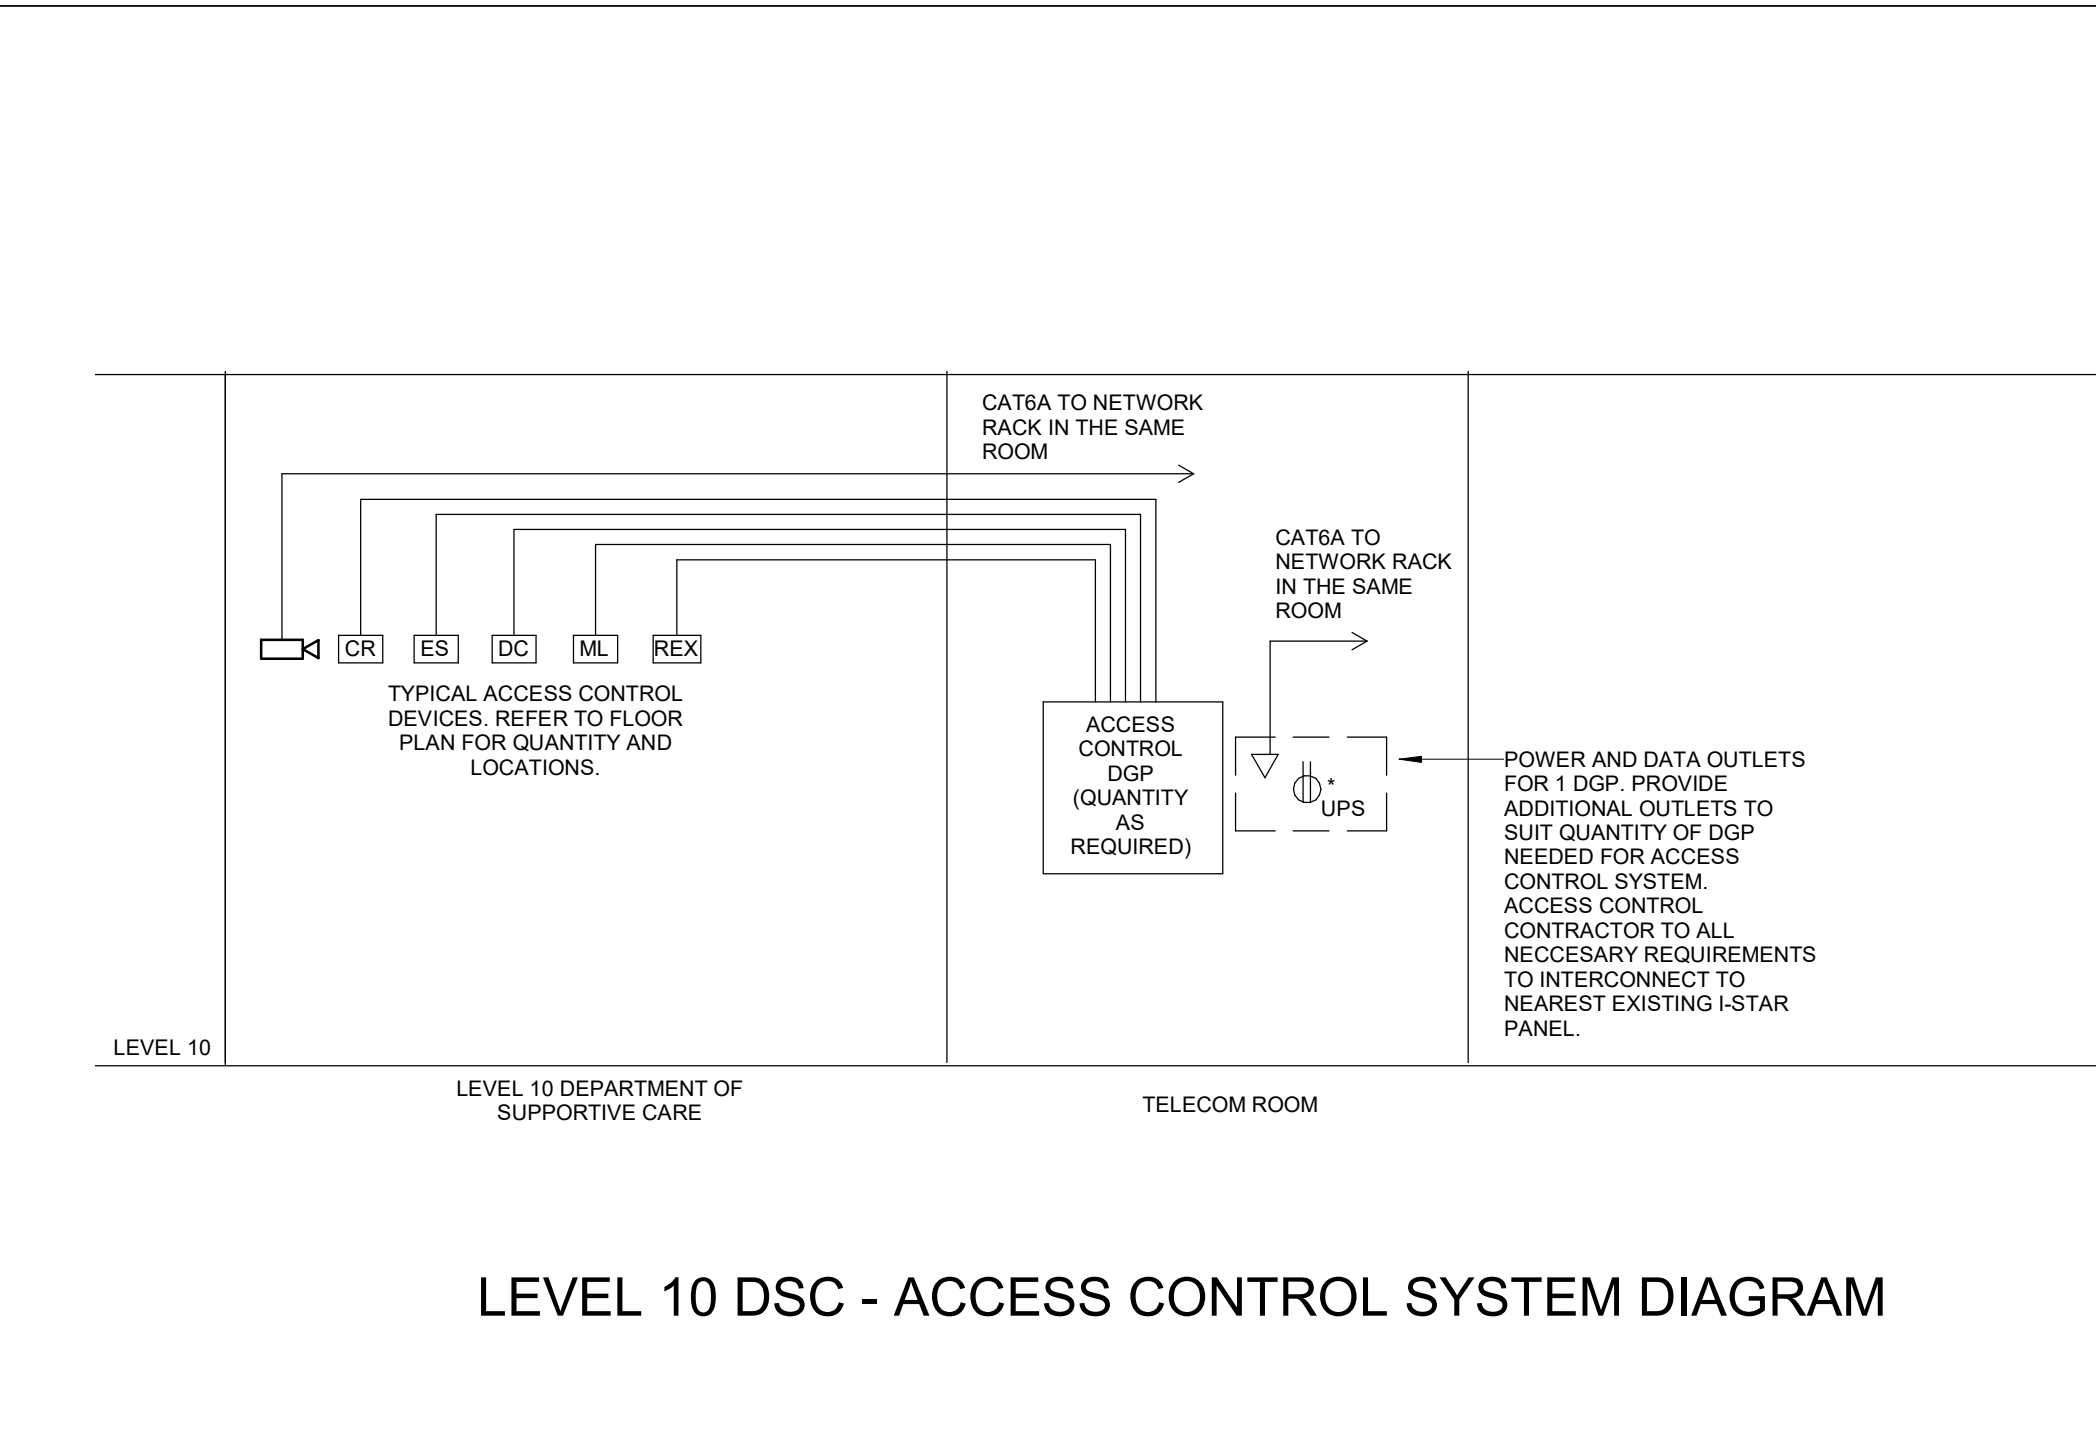 CAT6A TO NETWORK
RACK IN THE SAME
ROOM
CAT6A TO
NETWORK RACK
IN THE SAME
ROOM
CR
ES
DC
ML
REX
TYPICAL ACCESS CONTROL
DEVICES. REFER TO FLOOR
PLAN FOR QUANTITY AND
LOCATIONS.
ACCESS
CONTROL
DGP
(QUANTITY
AS
REQUIRED)
*
UPS
POWER AND DATA OUTLETS
FOR 1 DGP. PROVIDE
ADDITIONAL OUTLETS TO
SUIT QUANTITY OF DGP
NEEDED FOR ACCESS
CONTROL SYSTEM.
ACCESS CONTROL
CONTRACTOR TO ALL
NECCESARY REQUIREMENTS
TO INTERCONNECT TO
NEAREST EXISTING I-STAR
PANEL.
LEVEL 10
LEVEL 10 DEPARTMENT OF
SUPPORTIVE CARE
TELECOM ROOM
LEVEL 10 DSC - ACCESS CONTROL SYSTEM DIAGRAM